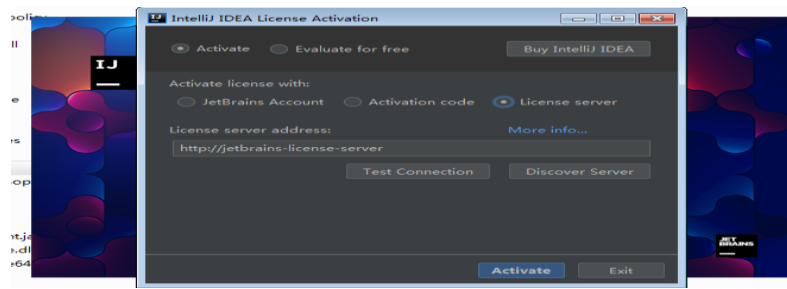 IntelliJ IDEA License Activation
IJ
Activate
Evaluate for free
Buy IntelliJ IDEA
Activate license with:
JetBrains Account
Activation code
License server
License server address:
More info...
http://jetbrains-license-server
Test Connection
Discover Server
JET
BRAINS
Activate
Exit